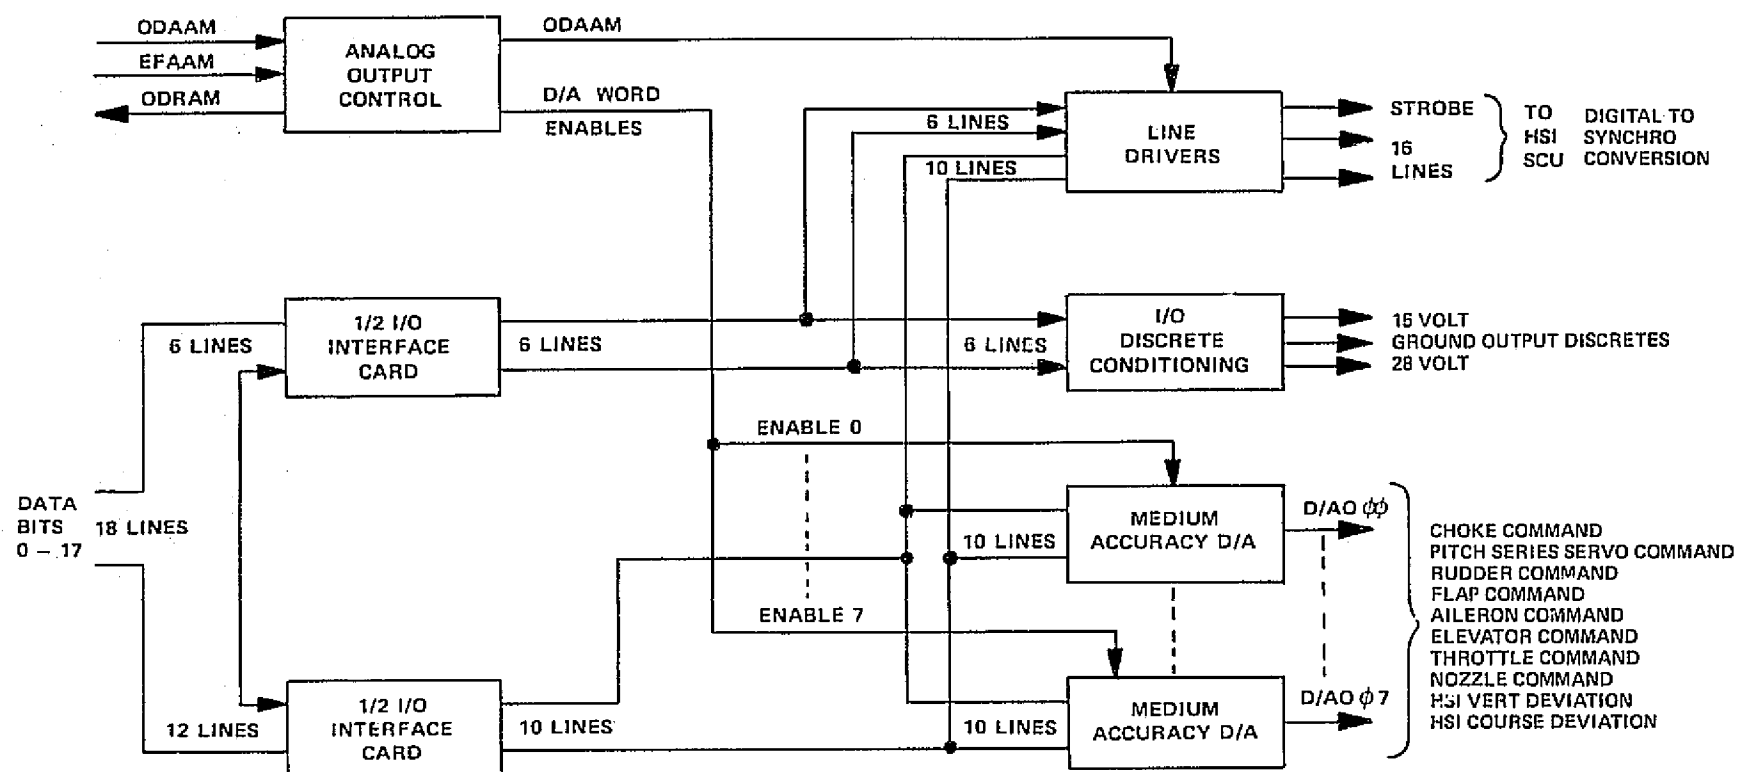 ODAAM
EFAAM
ODRAM
ANALOG
OUTPUT
CONTROL
ODAAM
D/A WORD
ENABLES
6 LINES
10 LINES
LINE
DRIVERS
STROBE
16
LINES
TO
HSI
SCU
DIGITAL TO
SYNCHRO
CONVERSION
6 LINES
1/2 I/O
INTERFACE
CARD
6 LINES
6 LINES
I/O
DISCRETE
CONDITIONING
15 VOLT
GROUND OUTPUT DISCRETES
28 VOLT
DATA
BITS
0 – 17
18 LINES
ENABLE 0
10 LINES
MEDIUM
ACCURACY D/A
D/AO ϕϕ
ENABLE 7
12 LINES
1/2 I/O
INTERFACE
CARD
10 LINES
10 LINES
MEDIUM
ACCURACY D/A
D/AO ϕ 7
CHOKE COMMAND
PITCH SERIES SERVO COMMAND
RUDDER COMMAND
FLAP COMMAND
AILERON COMMAND
ELEVATOR COMMAND
THROTTLE COMMAND
NOZZLE COMMAND
HSI VERT DEVIATION
HSI COURSE DEVIATION